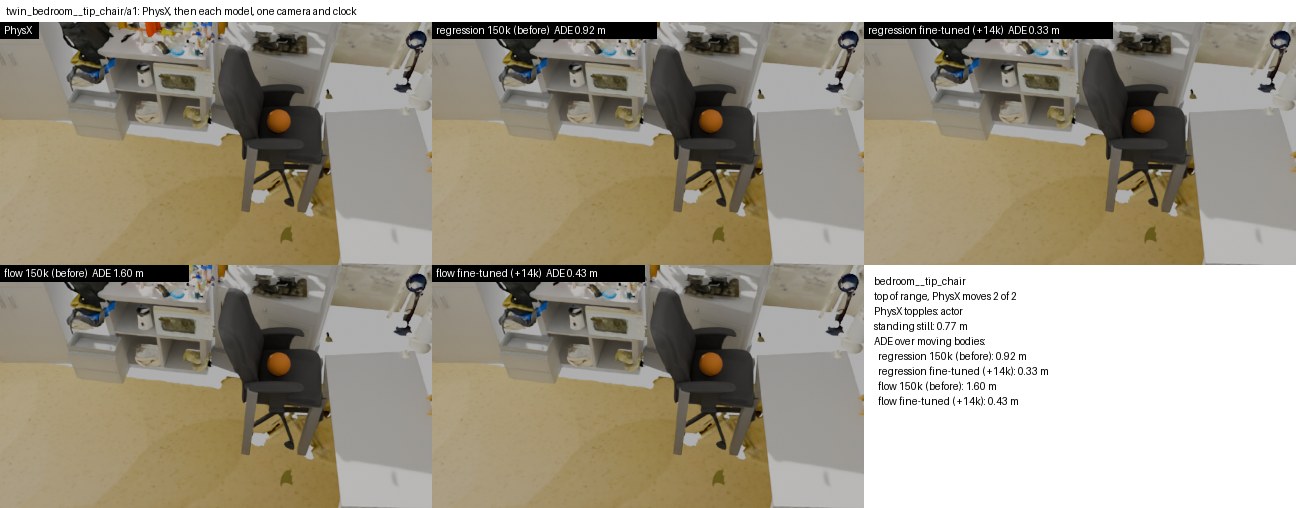 twin_bedroom__tip_chair/a1: PhysX, then each model, one camera and clock
PhysX
regression 150k (before) ADE 0.92 m
regression fine-tuned (+14k) ADE 0.33 m
flow 150k (before) ADE 1.60 m
flow fine-tuned (+14k) ADE 0.43 m
bedroom__tip_chair
top of range, PhysX moves 2 of 2
PhysX topples: actor
standing still: 0.77 m
ADE over moving bodies:
regression 150k (before): 0.92 m
regression fine-tuned (+14k): 0.33 m
flow 150k (before): 1.60 m
flow fine-tuned (+14k): 0.43 m